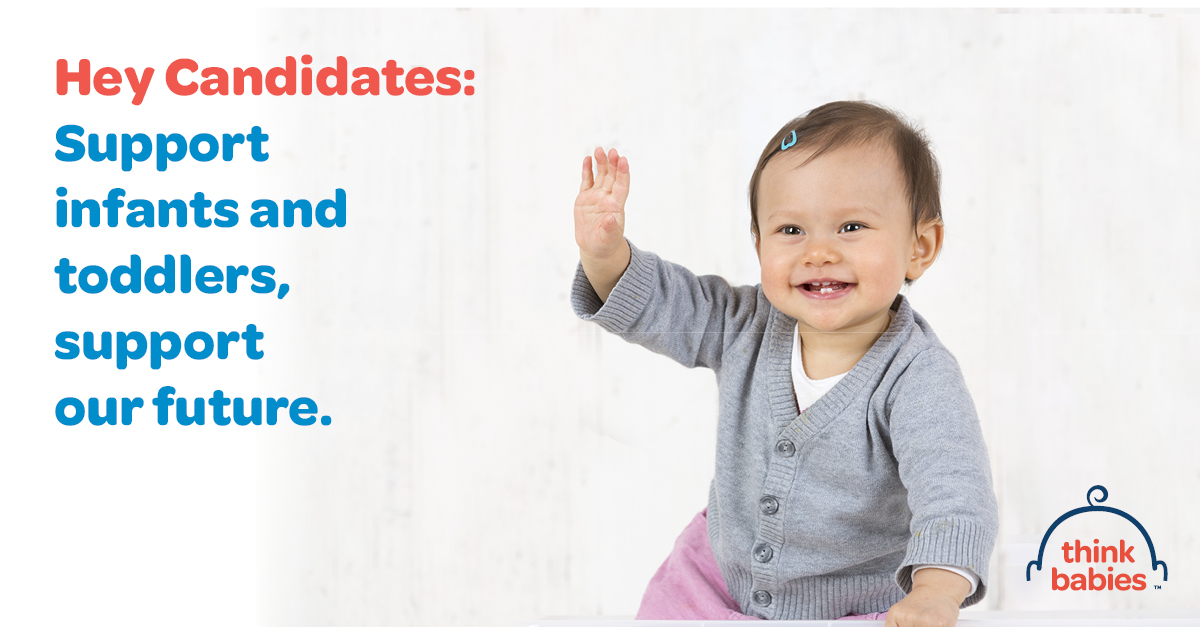 Hey Candidates:
Support
infants and
toddlers,
support
our future.
think
babies ™